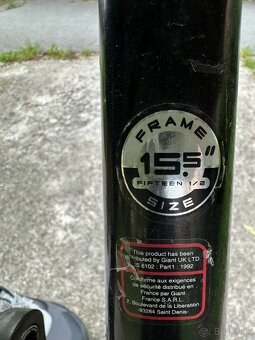 FRAME
15.5"
FIFTEEN 1/2
SIZE
This product has been
distributed by Giant UK LTD.
IS 6102 : Part1 : 1992
Conforme aux exigences
de sécurité distribué en
France par Giant
France S.A.R.L.
2, Boulevard de la Liberation
93284 Saint Denis